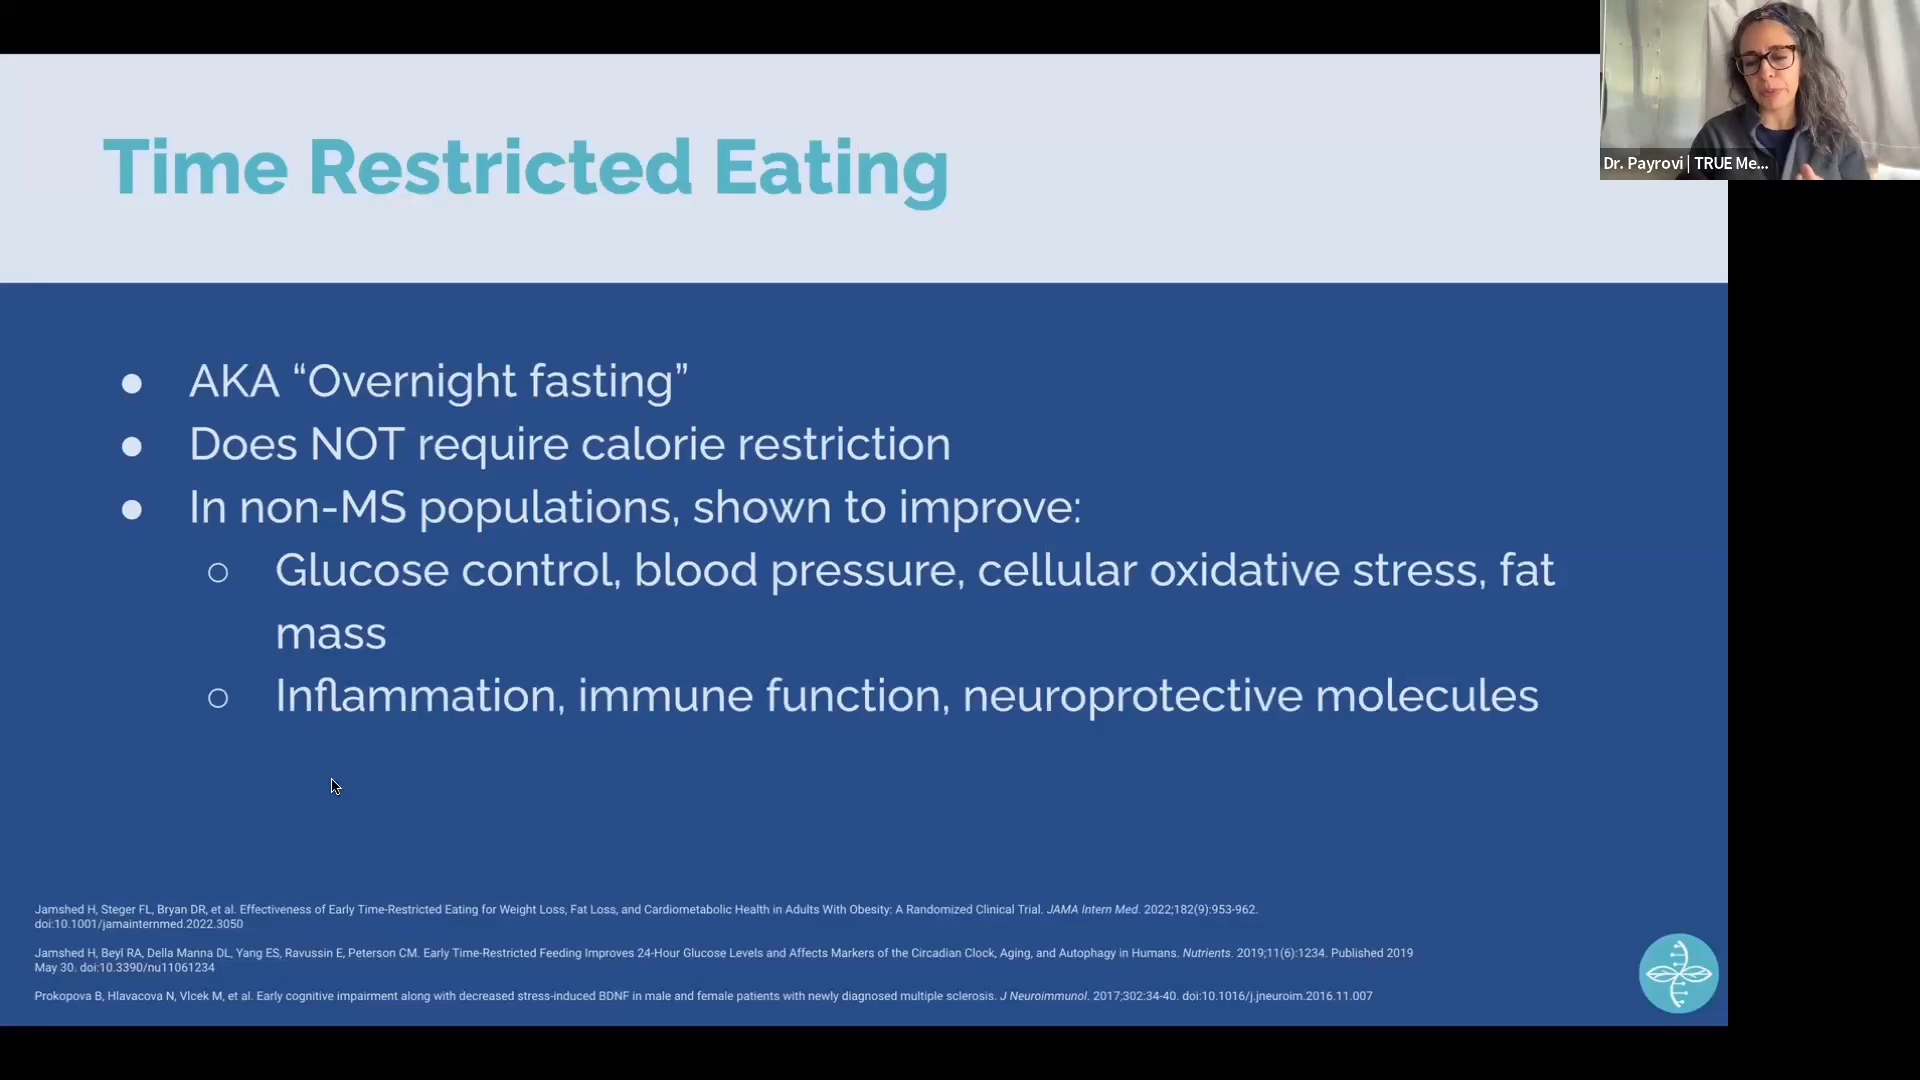 Time Restricted Eating
Dr. Payrovi | TRUE Me...
● AKA “Overnight fasting”
● Does NOT require calorie restriction
● In non-MS populations, shown to improve:
○ Glucose control, blood pressure, cellular oxidative stress, fat
mass
○ Inflammation, immune function, neuroprotective molecules
Jamshed H, Steger FL, Bryan DR, et al. Effectiveness of Early Time-Restricted Eating for Weight Loss, Fat Loss, and Cardiometabolic Health in Adults With Obesity: A Randomized Clinical Trial. JAMA Intern Med. 2022;182(9):953-962.
doi:10.1001/jamainternmed.2022.3050
Jamshed H, Beyl RA, Della Manna DL, Yang ES, Ravussin E, Peterson CM. Early Time-Restricted Feeding Improves 24-Hour Glucose Levels and Affects Markers of the Circadian Clock, Aging, and Autophagy in Humans. Nutrients. 2019;11(6):1234. Published 2019
May 30. doi:10.3390/nu11061234
Prokopova B, Hlavacova N, Vlcek M, et al. Early cognitive impairment along with decreased stress-induced BDNF in male and female patients with newly diagnosed multiple sclerosis. J Neuroimmunol. 2017;302:34-40. doi:10.1016/j.jneuroim.2016.11.007